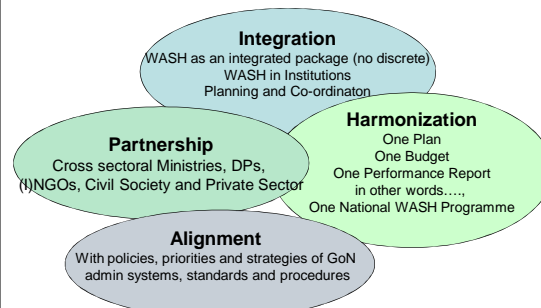 Integration
WASH as an integrated package (no discrete)
WASH in Institutions
Planning and Co-ordinaton
Harmonization
One Plan
One Budget
One Performance Report
in other words....,
One National WASH Programme
Partnership
Cross sectoral Ministries, DPs,
(I)NGOs, Civil Society and Private Sector
Alignment
With policies, priorities and strategies of GoN
admin systems, standards and procedures